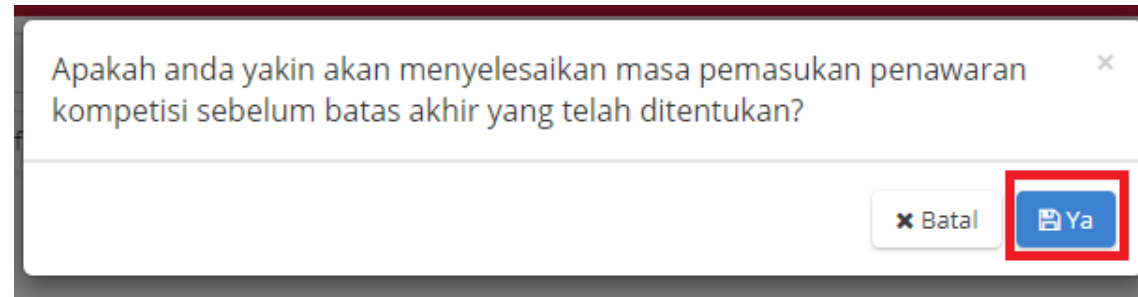 Apakah anda yakin akan menyelesaikan masa pemasukan penawaran
kompetisi sebelum batas akhir yang telah ditentukan?
× Batal
Ya